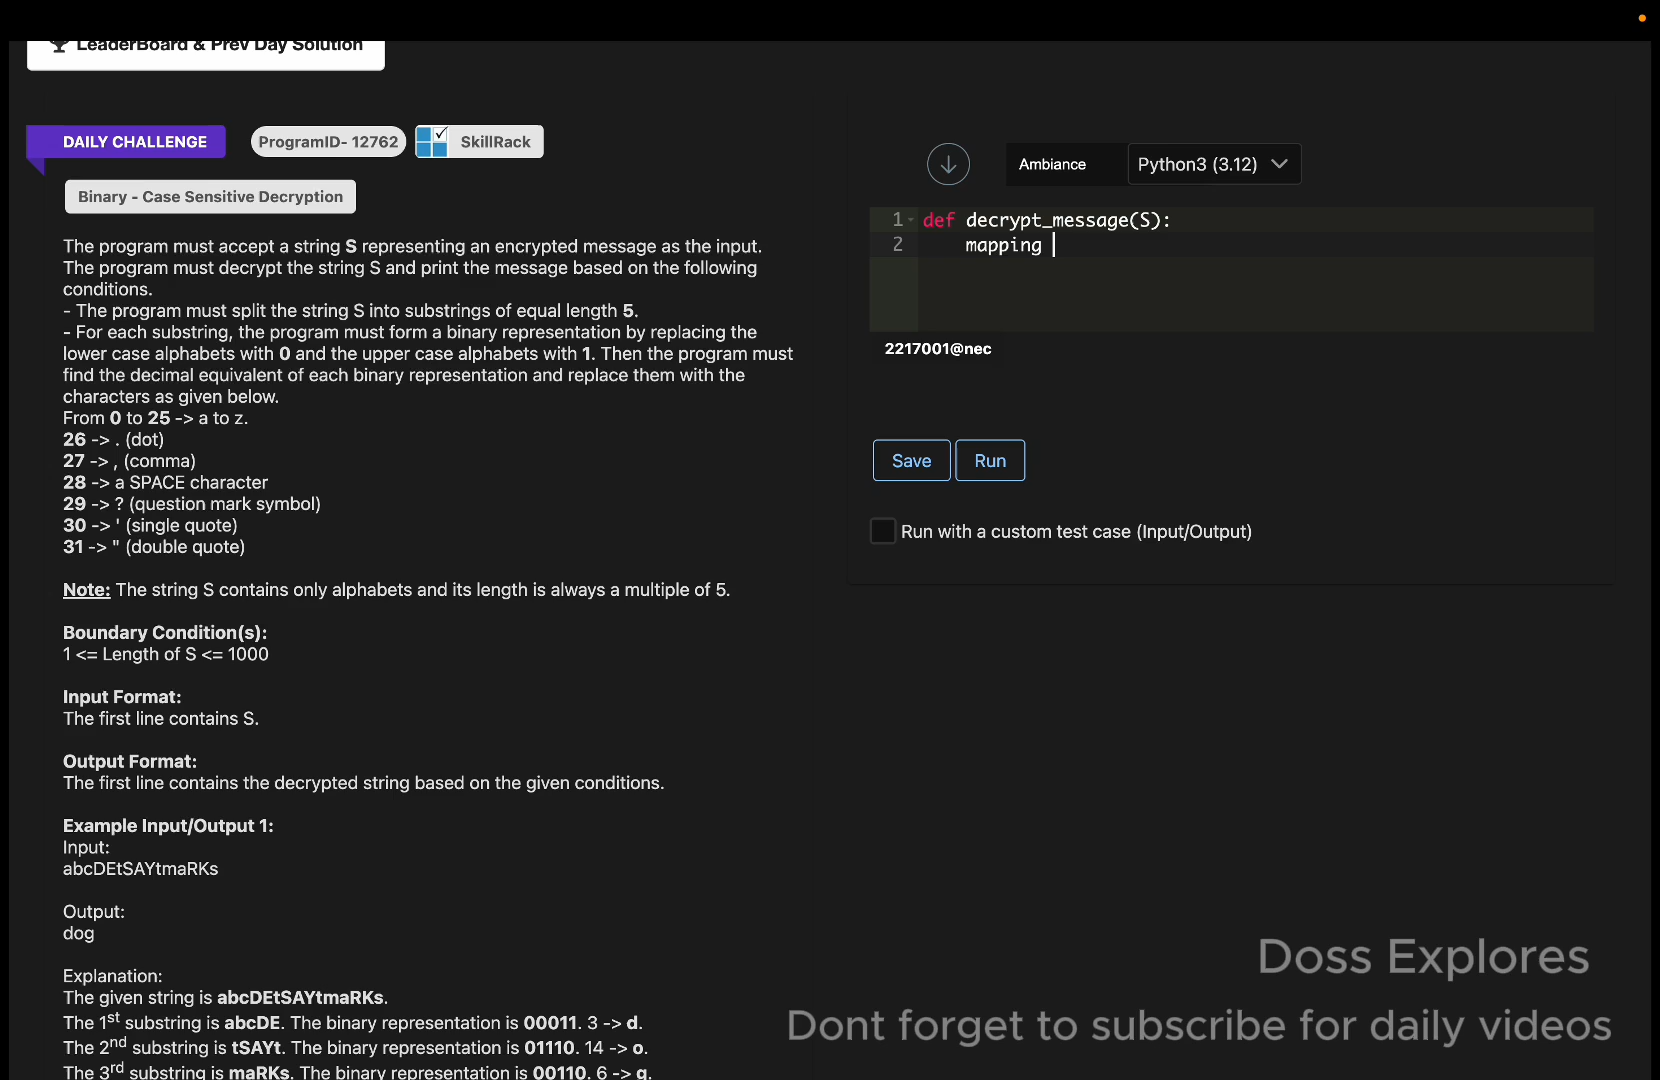 LeaderBoard & Prev Day Solution
DAILY CHALLENGE
ProgramID- 12762
SkillRack
Binary - Case Sensitive Decryption
The program must accept a string S representing an encrypted message as the input.
The program must decrypt the string S and print the message based on the following
conditions.
- The program must split the string S into substrings of equal length 5.
- For each substring, the program must form a binary representation by replacing the
lower case alphabets with 0 and the upper case alphabets with 1. Then the program must
find the decimal equivalent of each binary representation and replace them with the
characters as given below.
From 0 to 25 -> a to z.
26 -> . (dot)
27 -> , (comma)
28 -> a SPACE character
29 -> ? (question mark symbol)
30 -> ' (single quote)
31 -> " (double quote)
Note: The string S contains only alphabets and its length is always a multiple of 5.
Boundary Condition(s):
1 <= Length of S <= 1000
Input Format:
The first line contains S.
Output Format:
The first line contains the decrypted string based on the given conditions.
Example Input/Output 1:
Input:
abcDEtSAYtmaRKs
Output:
dog
Explanation:
The given string is abcDEtSAYtmaRKs.
The 1st substring is abcDE. The binary representation is 00011. 3 -> d.
The 2nd substring is tSAYt. The binary representation is 01110. 14 -> o.
The 3rd substring is maRKs. The binary representation is 00110. 6 -> g.
Ambiance
Python3 (3.12)
1 def decrypt_message(S):
2 mapping
2217001@nec
Save
Run
Run with a custom test case (Input/Output)
Doss Explores
Dont forget to subscribe for daily videos